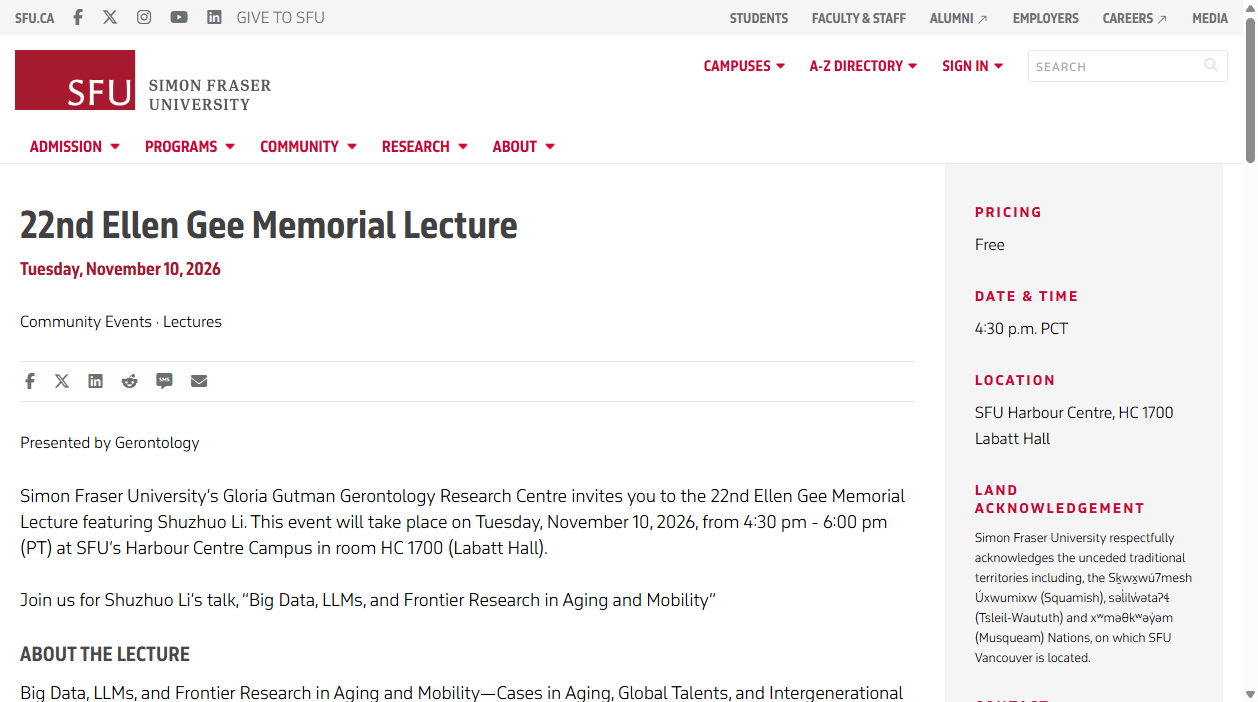 SFU.CA GIVE TO SFU STUDENTS FACULTY & STAFF ALUMNI ↗ EMPLOYERS CAREERS ↗ MEDIA
SFU SIMON FRASER
UNIVERSITY
CAMPUSES A-Z DIRECTORY SIGN IN SEARCH
ADMISSION PROGRAMS COMMUNITY RESEARCH ABOUT
22nd Ellen Gee Memorial Lecture
Tuesday, November 10, 2026
Community Events · Lectures
SMS
Presented by Gerontology
Simon Fraser University's Gloria Gutman Gerontology Research Centre invites you to the 22nd Ellen Gee Memorial
Lecture featuring Shuzhuo Li. This event will take place on Tuesday, November 10, 2026, from 4:30 pm - 6:00 pm
(PT) at SFU's Harbour Centre Campus in room HC 1700 (Labatt Hall).
Join us for Shuzhuo Li's talk, "Big Data, LLMs, and Frontier Research in Aging and Mobility"
ABOUT THE LECTURE
Big Data, LLMs, and Frontier Research in Aging and Mobility—Cases in Aging, Global Talents, and Intergenerational
PRICING
Free
DATE & TIME
4:30 p.m. PCT
LOCATION
SFU Harbour Centre, HC 1700
Labatt Hall
LAND
ACKNOWLEDGEMENT
Simon Fraser University respectfully
acknowledges the unceded traditional
territories including, the Sḵwx̱wú7mesh
Úxwumixw (Squamish), səl̓ilw̓ətaʔɬ
(Tsleil-Waututh) and xʷməθkʷəy̓əm
(Musqueam) Nations, on which SFU
Vancouver is located.